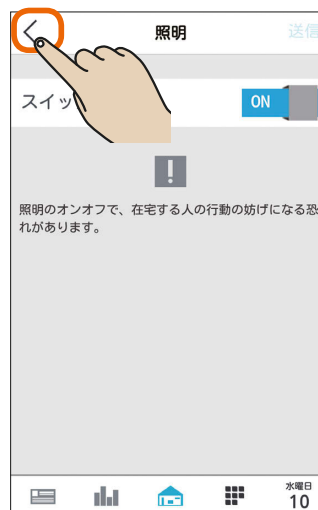 照明 送信
スイッ
ON
照明のオンオフで、在宅する人の行動の妨げになる恐
れがあります。
水曜日
10